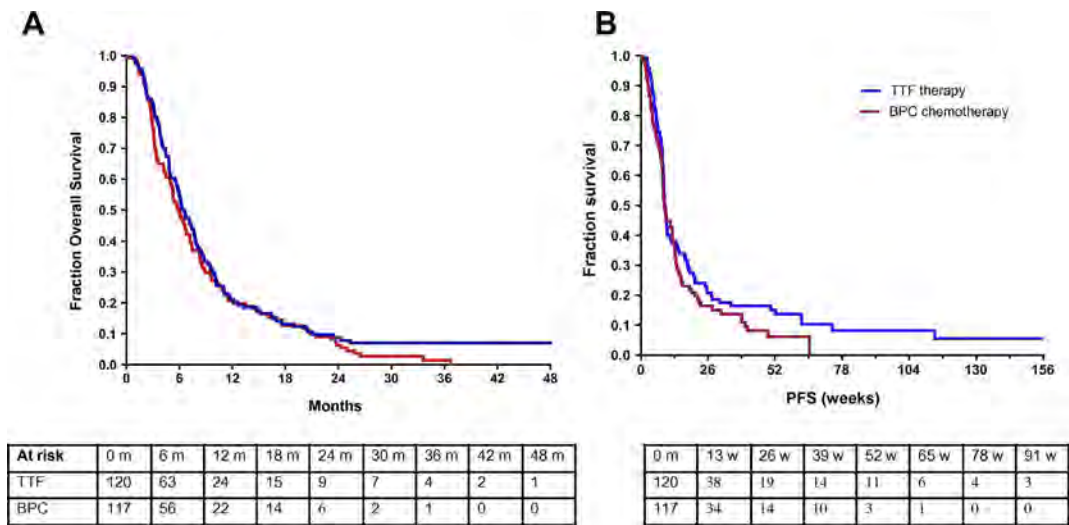 A
1.0
0.9
0.8
0.7
0.6
0.5
0.4
0.3
0.2
0.1
0.0
Fraction Overall Survival
0 6 12 18 24 30 36 42 48
Months
B
1.0
0.9
0.8
0.7
0.6
0.5
0.4
0.3
0.2
0.1
0.0
Fraction survival
TTF therapy
BPC chemotherapy
0 26 52 78 104 130 156
PFS (weeks)
At risk 0 m 6 m 12 m 18 m 24 m 30 m 36 m 42 m 48 m
TTF 120 63 24 15 9 7 4 2 1
BPC 117 56 22 14 6 2 1 0 0
0 m 13 w 26 w 39 w 52 w 65 w 78 w 91 w
120 38 19 14 11 6 4 3
117 34 14 10 3 1 0 0